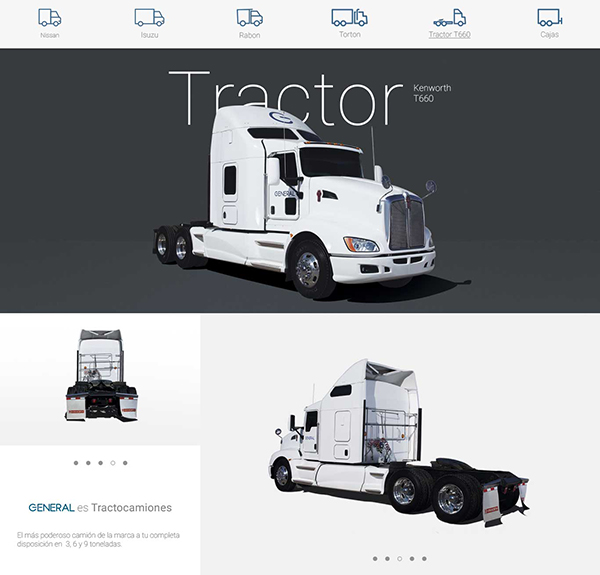 Nissan
Isuzu
Rabon
Torton
Tractor T660
Cajas
Tractor
Kenworth
T660
G
GENERAL
GENERAL
GENERAL es Tractocamiones
El más poderoso camión de la marca a tu completa
disposición en 3, 6 y 9 toneladas.